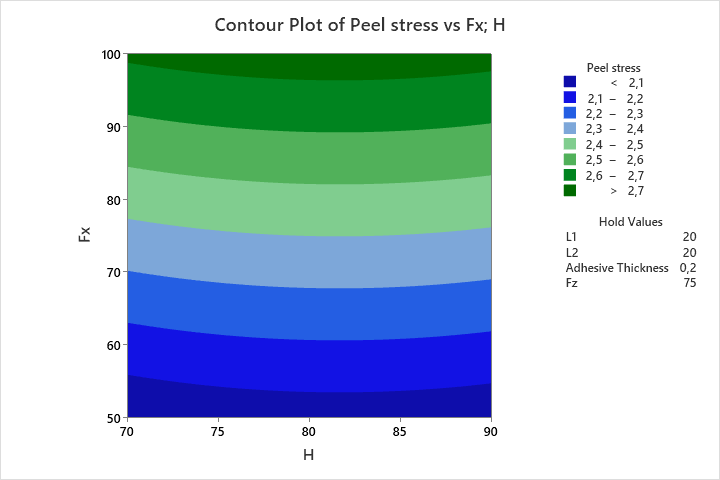 Contour Plot of Peel stress vs Fx; H
Fx
100
90
80
70
60
50
70 75 80 85 90
H
Peel stress
< 2,1
2,1 – 2,2
2,2 – 2,3
2,3 – 2,4
2,4 – 2,5
2,5 – 2,6
2,6 – 2,7
> 2,7
Hold Values
L1 20
L2 20
Adhesive Thickness 0,2
Fz 75